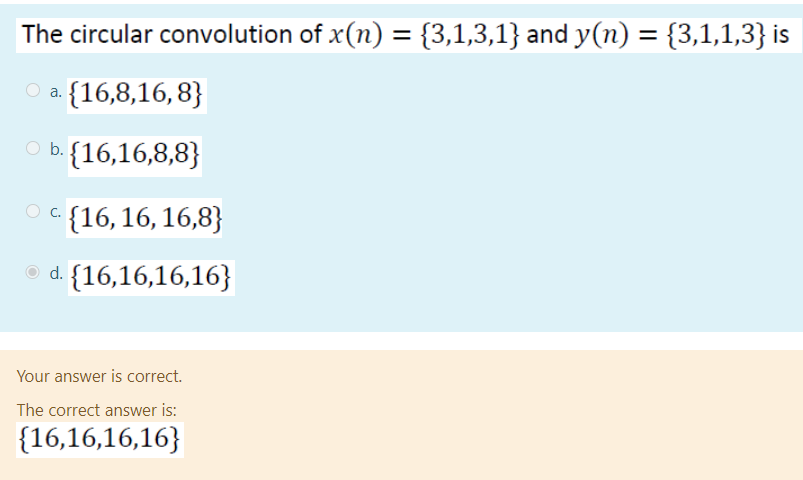 The circular convolution of x(n) = {3,1,3,1} and y(n) = {3,1,1,3} is
a. {16,8,16, 8}
b. {16,16,8,8}
c. {16, 16, 16,8}
d. {16,16,16,16}
Your answer is correct.
The correct answer is:
{16,16,16,16}